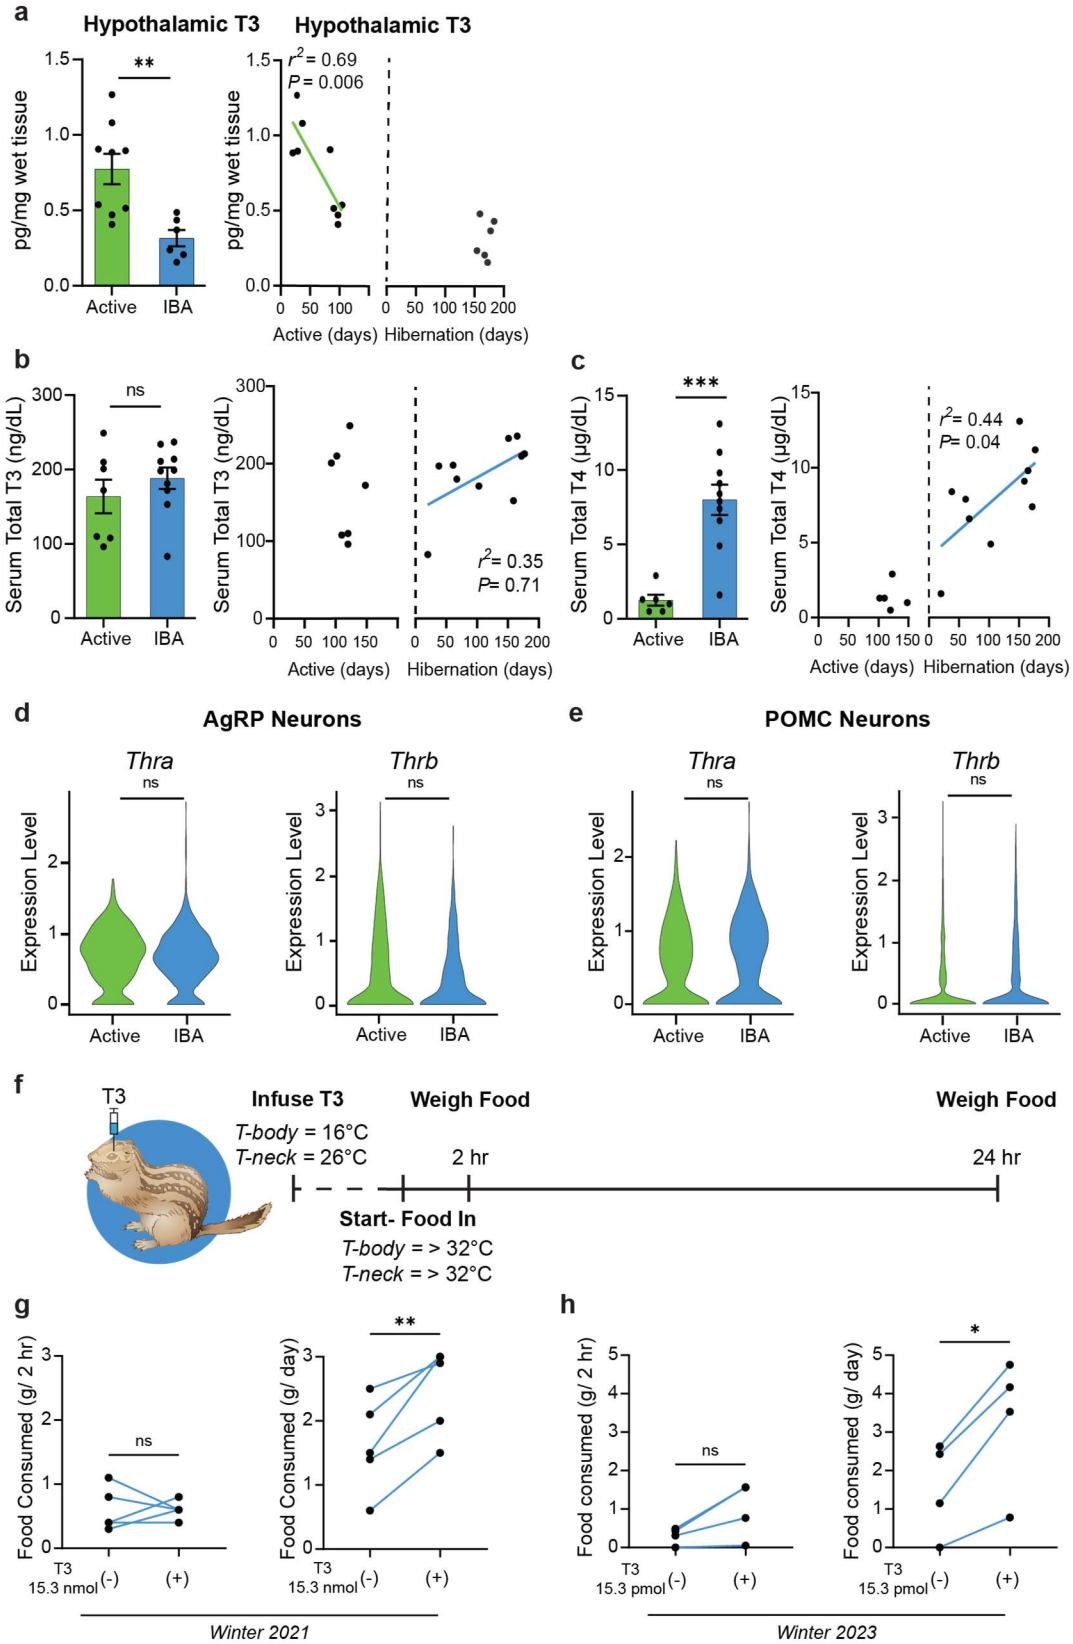 a
Hypothalamic T3
Hypothalamic T3
pg/mg wet tissue
1.5
1.0
0.5
0.0
**
Active
IBA
pg/mg wet tissue
1.5
1.0
0.5
0.0
r2= 0.69
P = 0.006
0 50 100
0 50 100 150 200
Active (days)
Hibernation (days)
b
Serum Total T3 (ng/dL)
300
200
100
0
ns
Active
IBA
Serum Total T3 (ng/dL)
300
200
100
0
r2= 0.35
P= 0.71
0 50 100 150
0 50 100 150 200
Active (days)
Hibernation (days)
c
Serum Total T4 (µg/dL)
15
10
5
0
***
Active
IBA
Serum Total T4 (µg/dL)
15
10
5
0
r2= 0.44
P= 0.04
0 50 100 150
0 50 100 150 200
Active (days)
Hibernation (days)
d
AgRP Neurons
Thra
ns
Expression Level
2
1
0
Active
IBA
Thrb
ns
Expression Level
3
2
1
0
Active
IBA
e
POMC Neurons
Thra
ns
Expression Level
2
1
0
Active
IBA
Thrb
ns
Expression Level
3
2
1
0
Active
IBA
f
T3
Infuse T3
T-body = 16°C
T-neck = 26°C
Weigh Food
2 hr
Weigh Food
24 hr
Start- Food In
T-body = > 32°C
T-neck = > 32°C
g
Food Consumed (g/ 2 hr)
3
2
1
0
ns
T3
15.3 nmol
(-)
(+)
Food Consumed (g/ day)
3
2
1
0
**
T3
15.3 nmol
(-)
(+)
Winter 2021
h
Food consumed (g/ 2 hr)
5
4
3
2
1
0
ns
T3
15.3 pmol
(-)
(+)
Food consumed (g/ day)
5
4
3
2
1
0
*
T3
15.3 pmol
(-)
(+)
Winter 2023